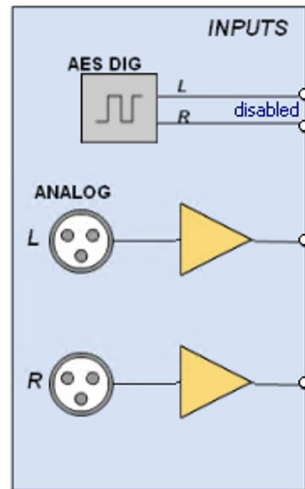 INPUTS
AES DIG
L
R disabled
ANALOG
L
R